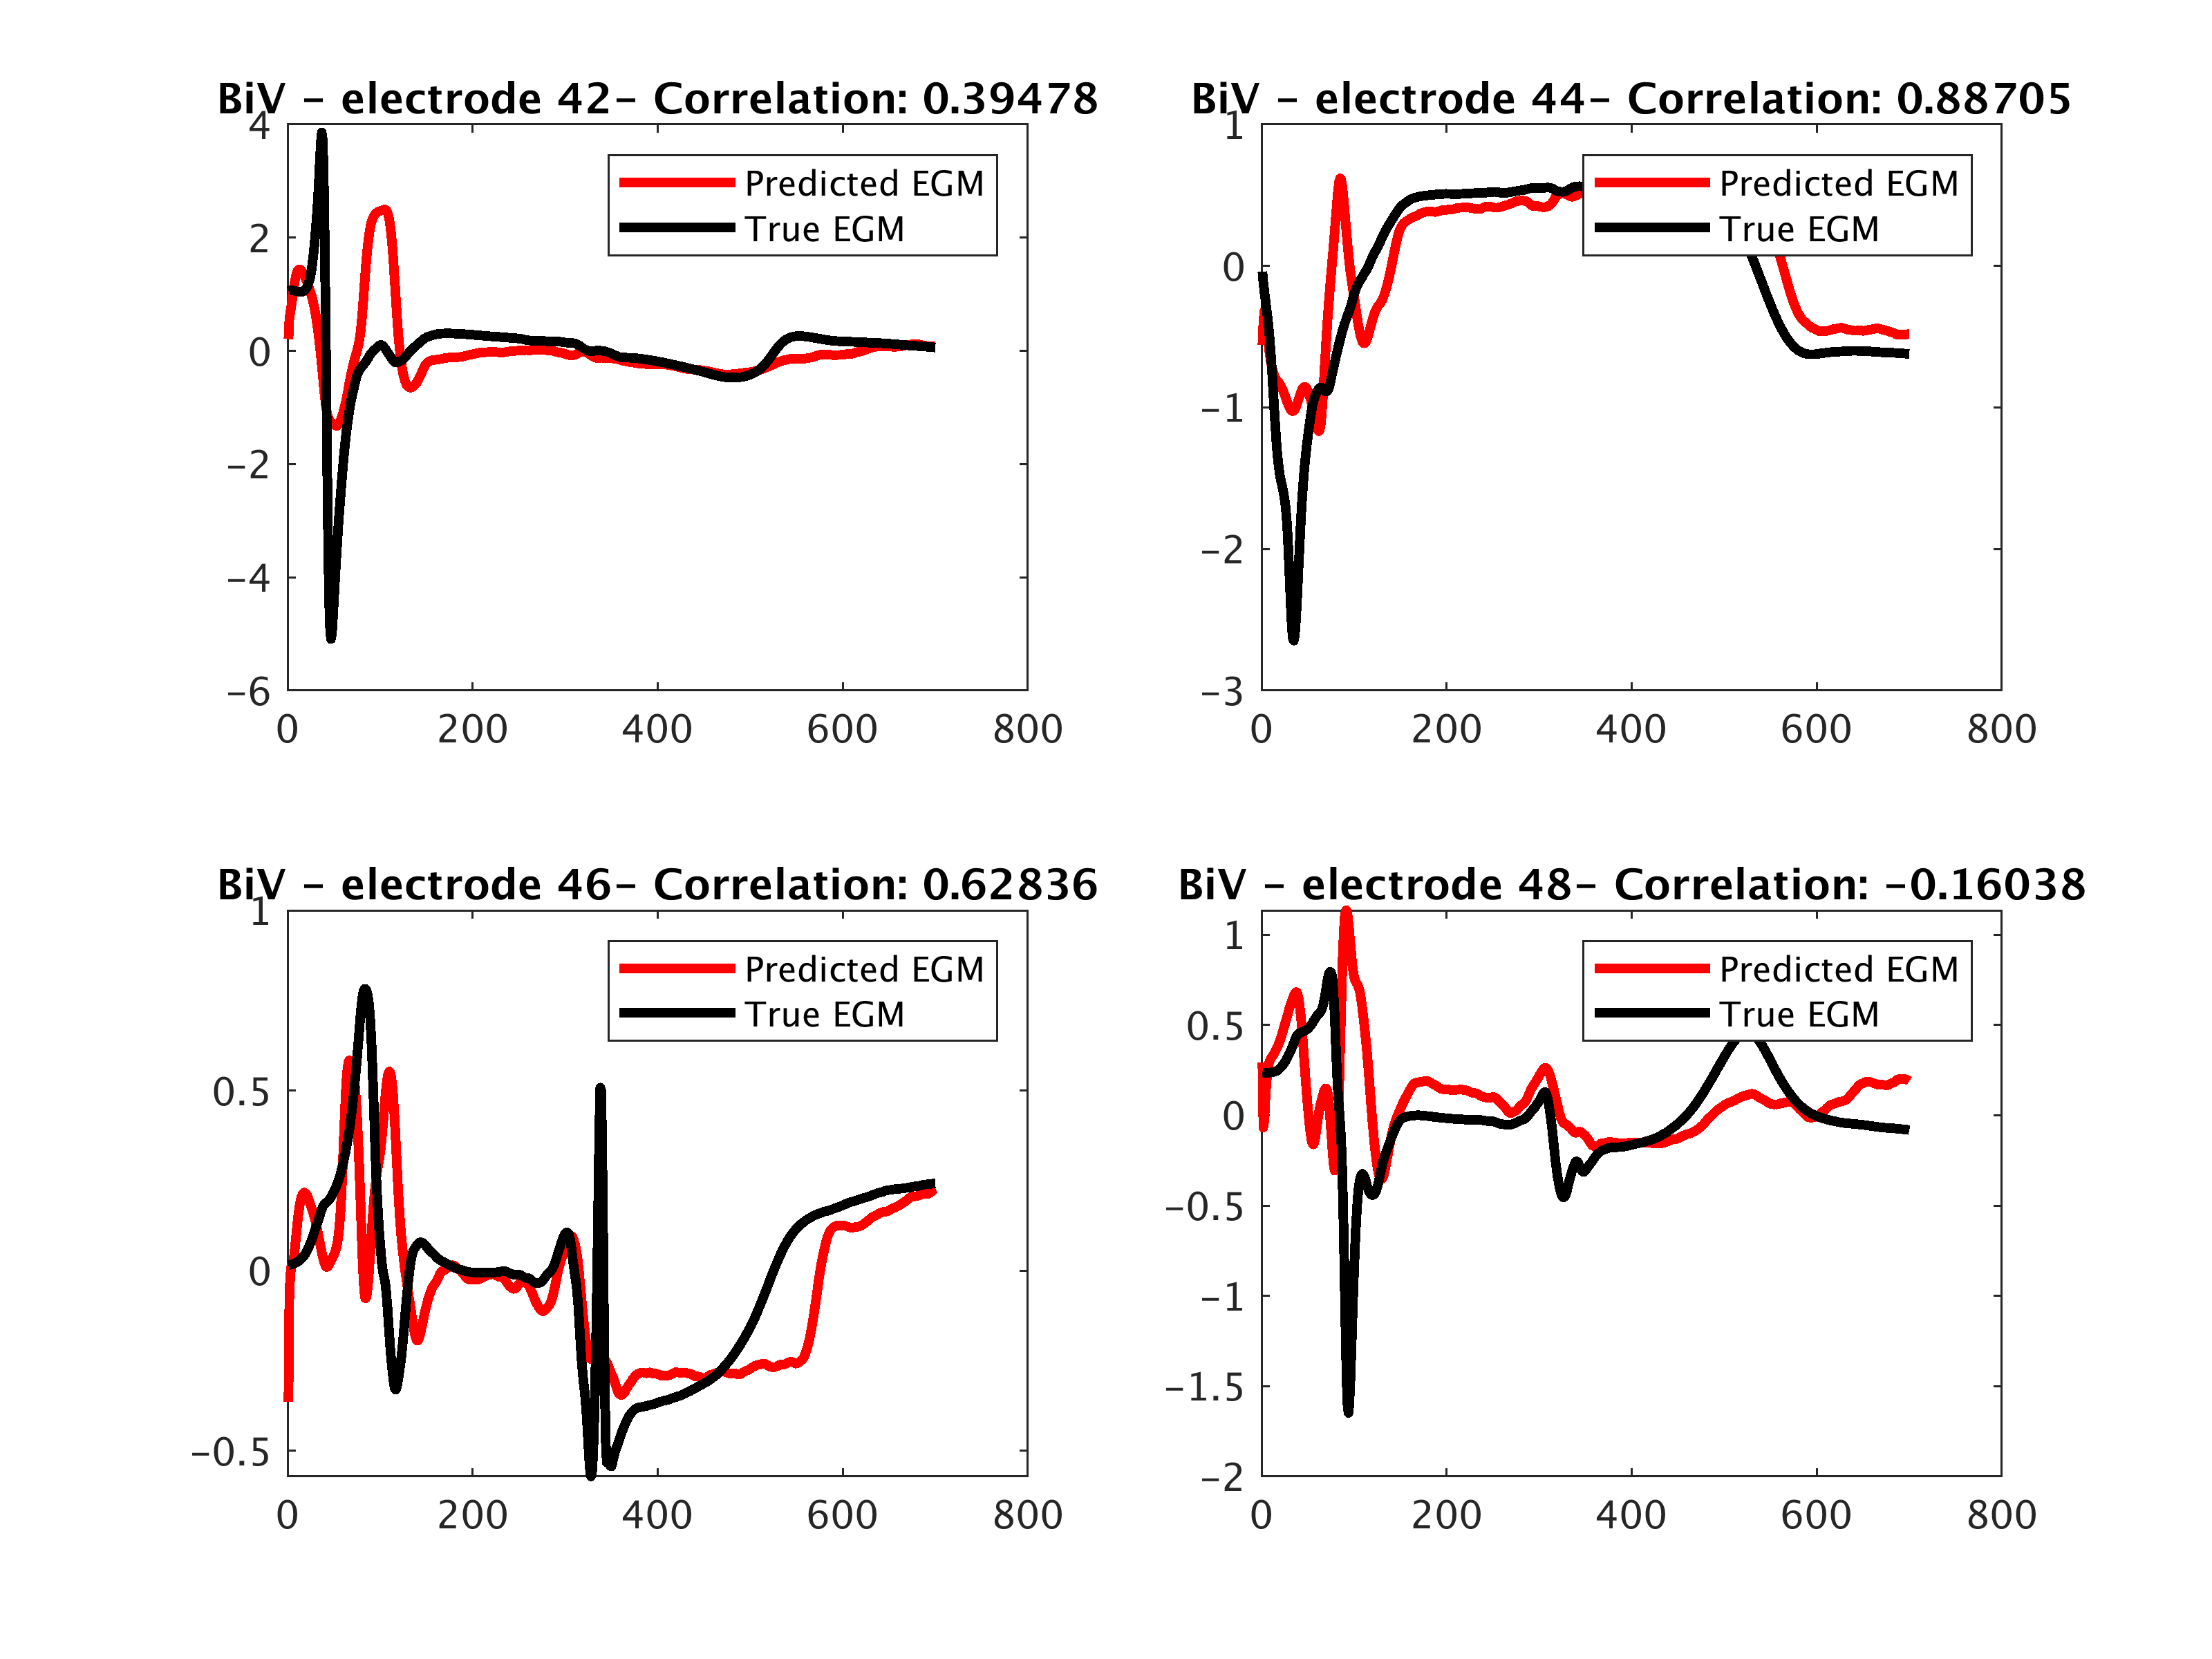 BiV – electrode 42– Correlation: 0.39478
4
2
0
−2
−4
−6
0 200 400 600 800
Predicted EGM
True EGM
BiV – electrode 44– Correlation: 0.88705
1
0
−1
−2
−3
0 200 400 600 800
Predicted EGM
True EGM
BiV – electrode 46– Correlation: 0.62836
1
0.5
0
−0.5
0 200 400 600 800
Predicted EGM
True EGM
BiV – electrode 48– Correlation: −0.16038
1
0.5
0
−0.5
−1
−1.5
−2
0 200 400 600 800
Predicted EGM
True EGM